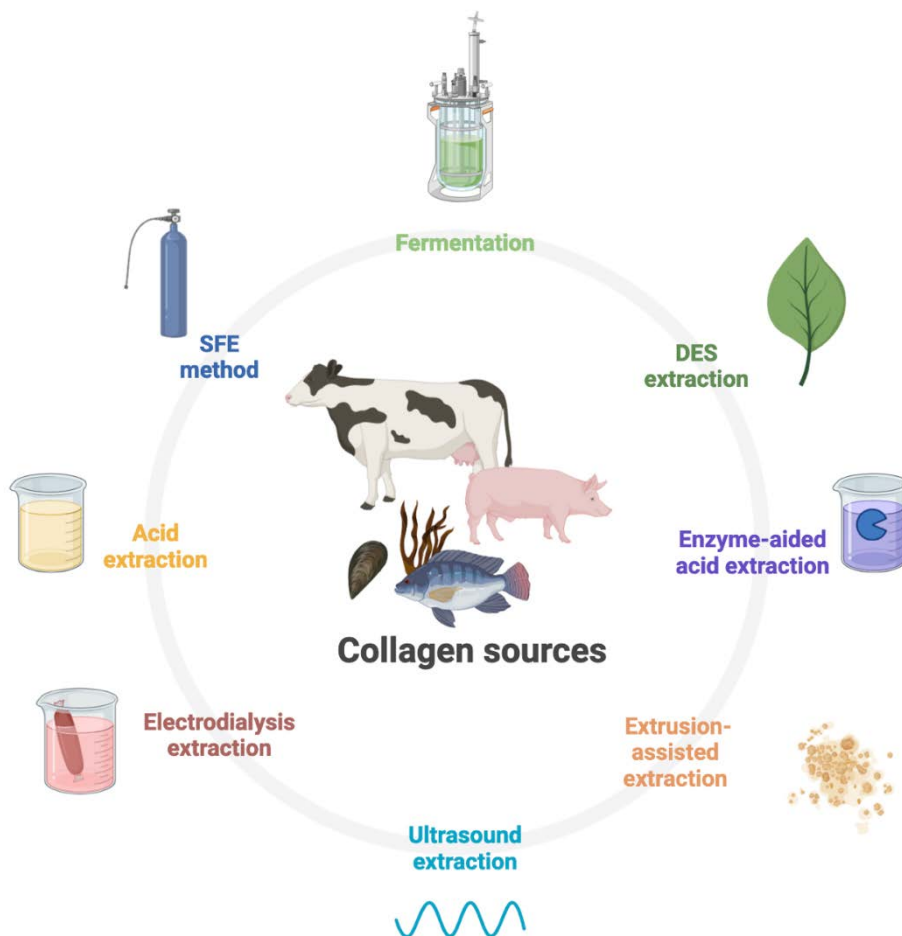 Fermentation
SFE
method
DES
extraction
Acid
extraction
Enzyme-aided
acid extraction
Collagen sources
Electrodialysis
extraction
Extrusion-
assisted
extraction
Ultrasound
extraction